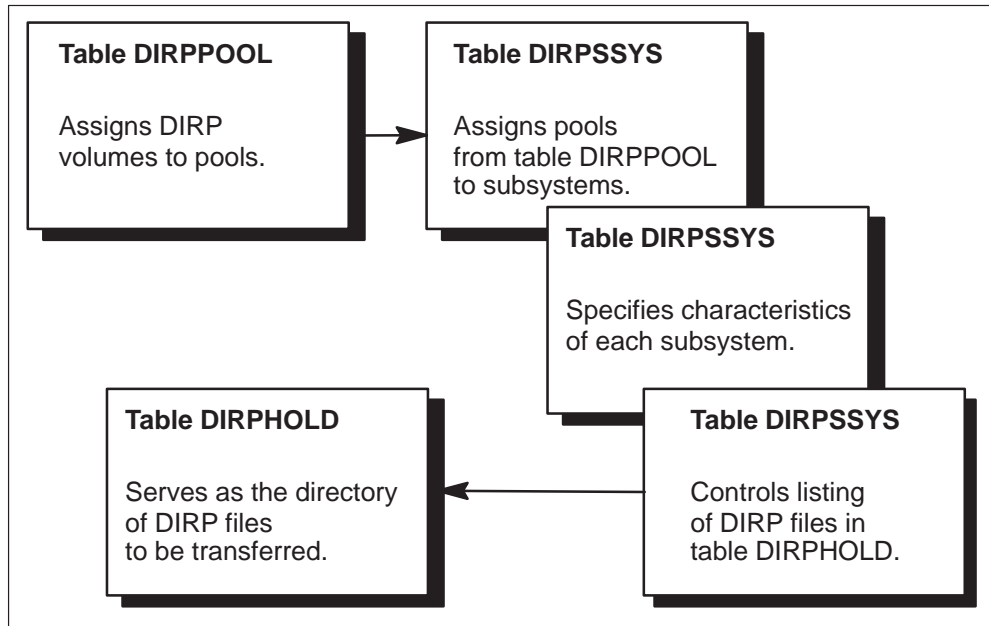 Table DIRPPOOL
Assigns DIRP
volumes to pools.
Table DIRPSSYS
Assigns pools
from table DIRPPOOL
to subsystems.
Table DIRPSSYS
Specifies characteristics
of each subsystem.
Table DIRPSSYS
Controls listing
of DIRP files in
table DIRPHOLD.
Table DIRPHOLD
Serves as the directory
of DIRP files
to be transferred.